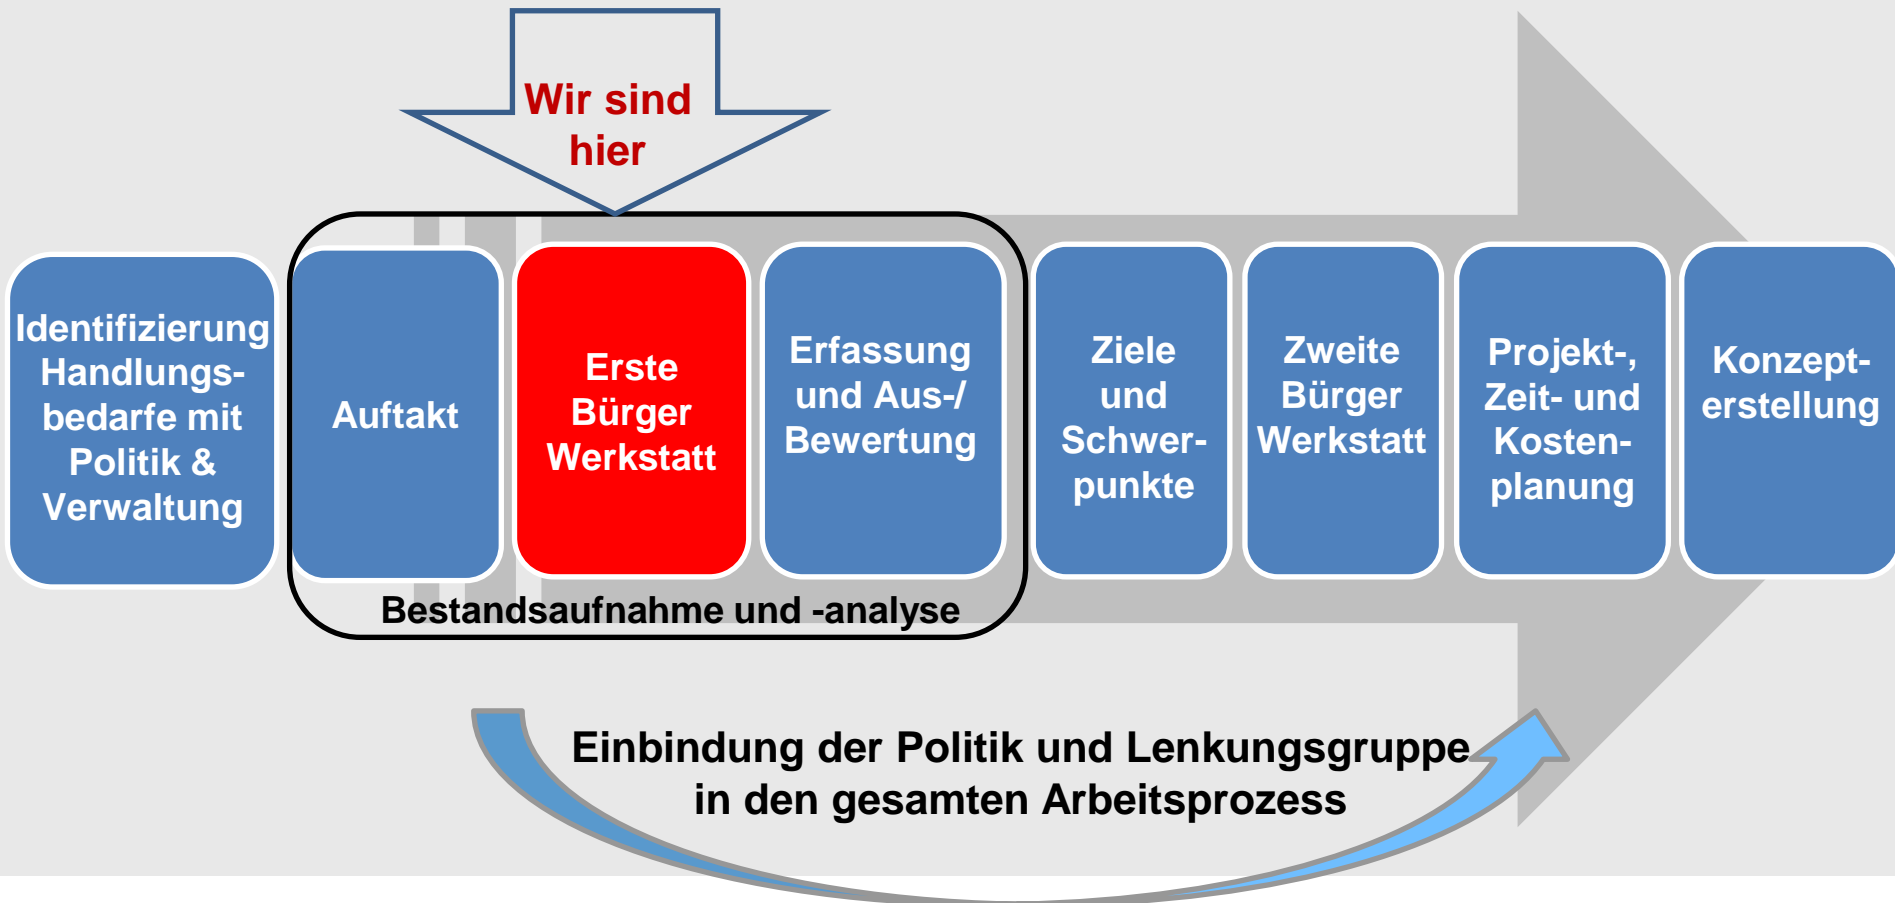 Wir sind
hier
Identifizierung
Handlungs-
bedarfe mit
Politik &
Verwaltung
Auftakt
Erste
Bürger
Werkstatt
Erfassung
und Aus-/
Bewertung
Ziele
und
Schwer-
punkte
Zweite
Bürger
Werkstatt
Projekt-,
Zeit- und
Kosten-
planung
Konzept-
erstellung
Bestandsaufnahme und -analyse
Einbindung der Politik und Lenkungsgruppe
in den gesamten Arbeitsprozess